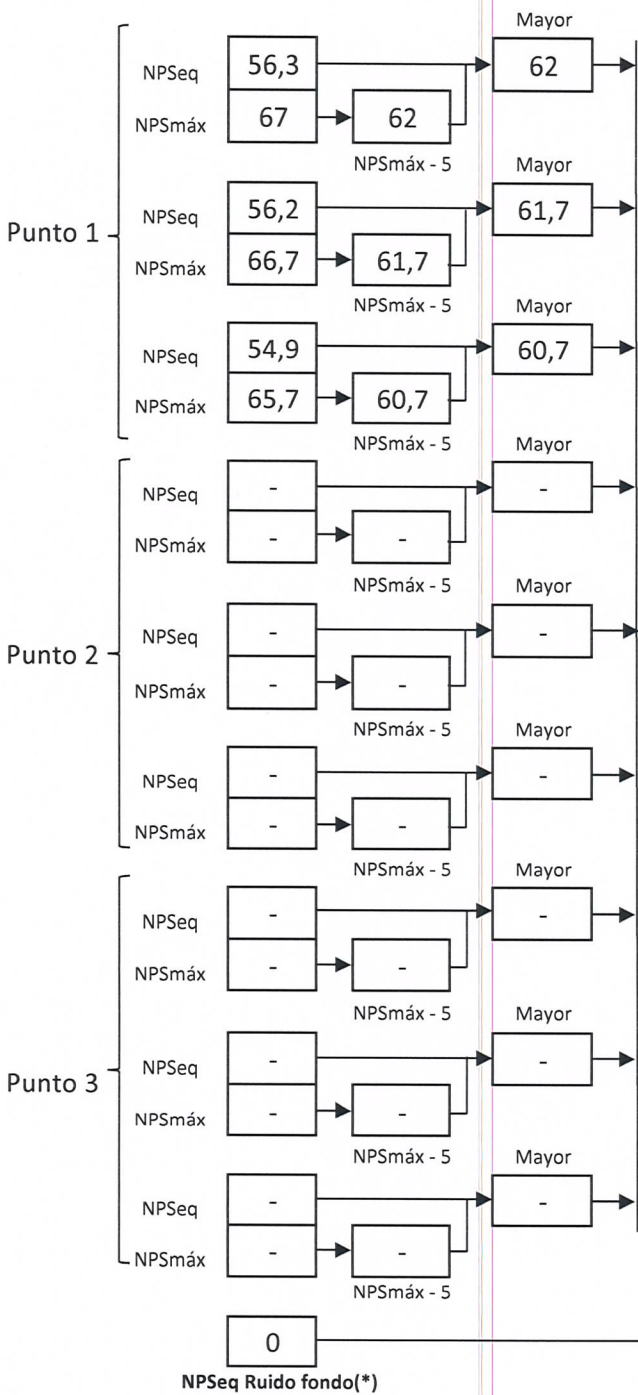 Mayor
NPSeq 56,3 62
NPSmáx 67 62
NPSmáx - 5
Mayor
Punto 1
NPSeq 56,2 61,7
NPSmáx 66,7 61,7
NPSmáx - 5
Mayor
NPSeq 54,9 60,7
NPSmáx 65,7 60,7
NPSmáx - 5
Mayor
NPSeq - -
NPSmáx - -
NPSmáx - 5
Mayor
Punto 2
NPSeq - -
NPSmáx - -
NPSmáx - 5
Mayor
NPSeq - -
NPSmáx - -
NPSmáx - 5
Mayor
NPSeq - -
NPSmáx - -
NPSmáx - 5
Mayor
Punto 3
NPSeq - -
NPSmáx - -
NPSmáx - 5
Mayor
NPSeq - -
NPSmáx - -
NPSmáx - 5
0
NPSeq Ruido fondo(*)